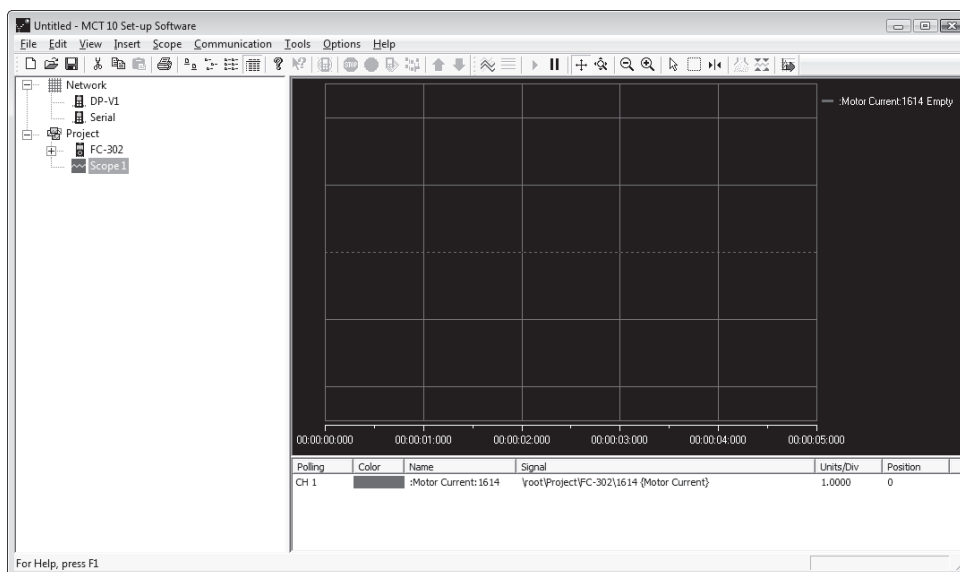 Untitled - MCT 10 Set-up Software
File Edit View Insert Scope Communication Tools Options Help
STOP
Network
DP-V1
Serial
Project
FC-302
Scope1
:Motor Current:1614 Empty
00:00:00:000 00:00:01:000 00:00:02:000 00:00:03:000 00:00:04:000 00:00:05:000
Polling Color Name Signal Units/Div Position
CH 1 :Motor Current:1614 \root\Project\FC-302\1614 {Motor Current} 1.0000 0
For Help, press F1